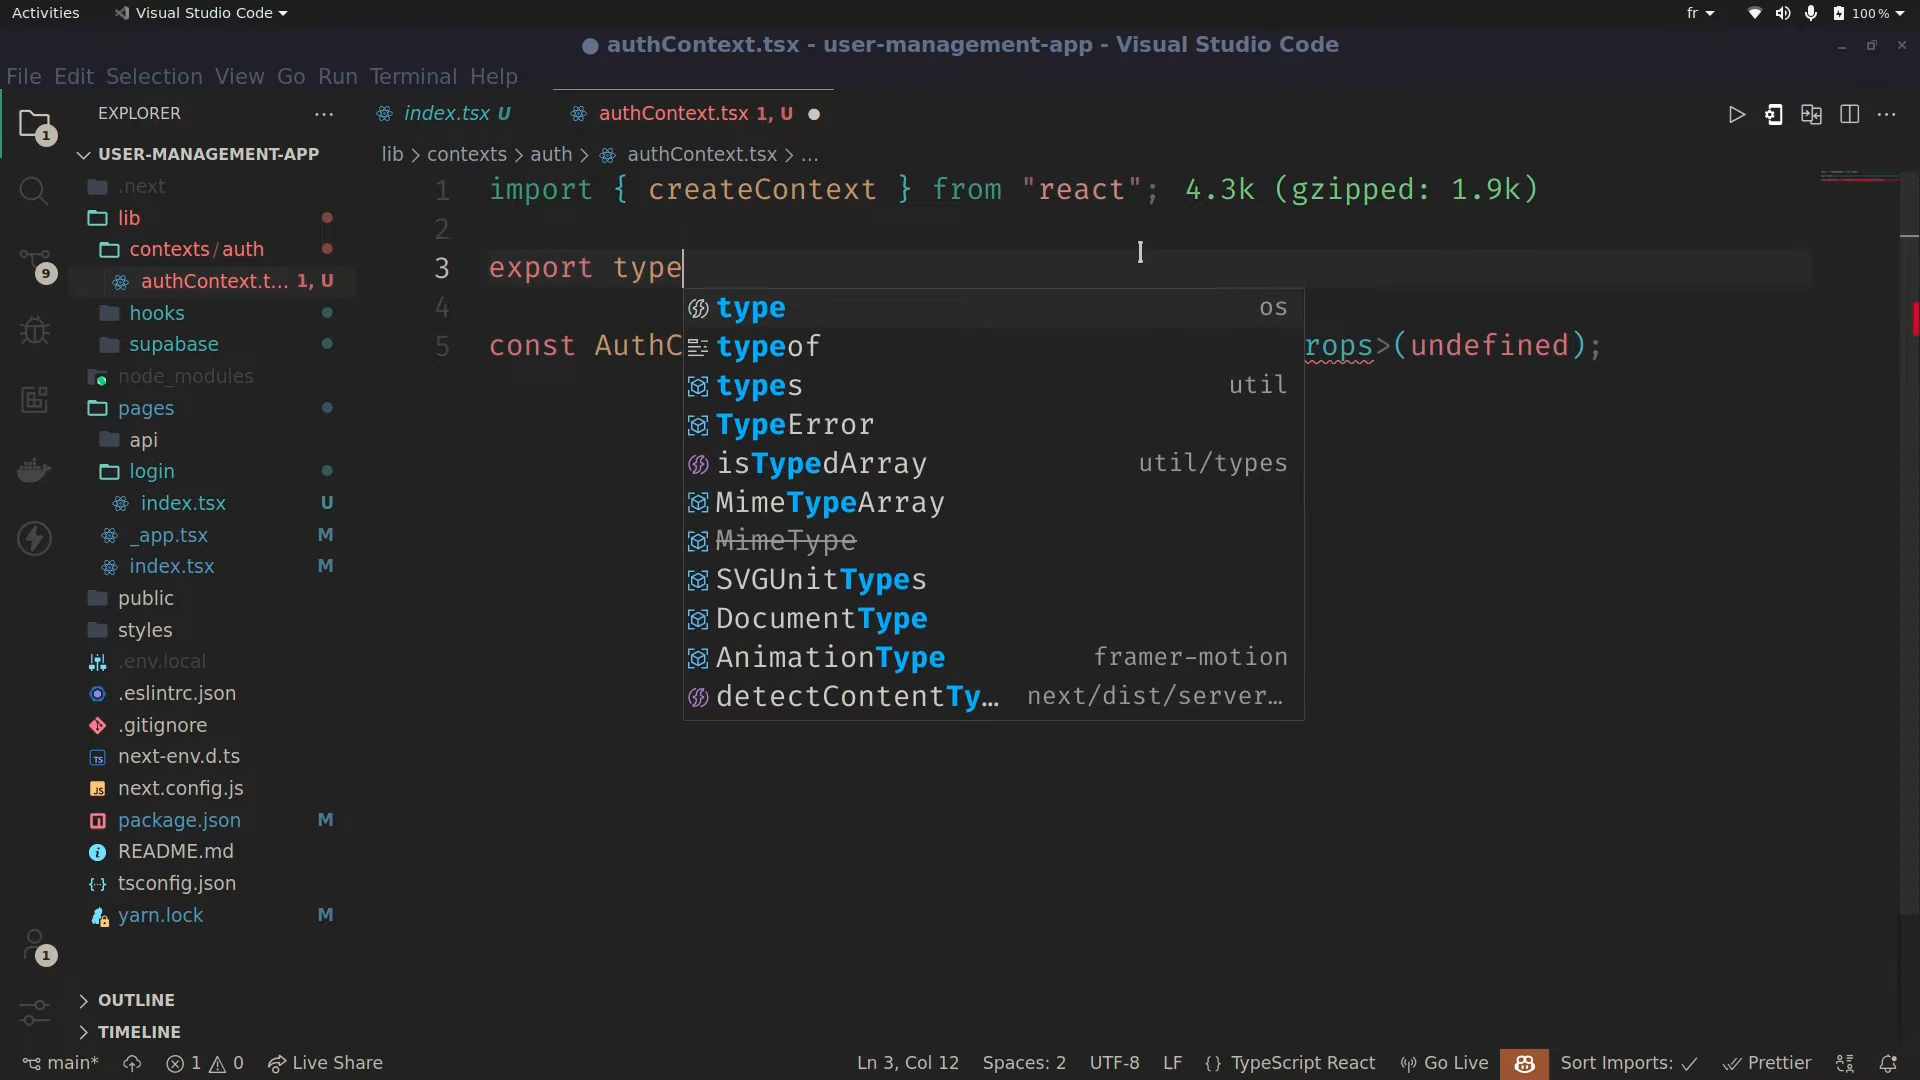 Activities
Visual Studio Code
fr
100 %
authContext.tsx - user-management-app - Visual Studio Code
File Edit Selection View Go Run Terminal Help
EXPLORER
index.tsx U
authContext.tsx 1, U
USER-MANAGEMENT-APP
lib > contexts > auth > authContext.tsx > ...
.next
lib
contexts / auth
authContext.t... 1, U
hooks
supabase
node_modules
pages
api
login
index.tsx U
_app.tsx M
index.tsx M
public
styles
.env.local
.eslintrc.json
.gitignore
next-env.d.ts
next.config.js
package.json M
README.md
tsconfig.json
yarn.lock M
OUTLINE
TIMELINE
1
9
1
1 import { createContext } from "react"; 4.3k (gzipped: 1.9k)
2
3 export type
4
5 const AuthC rops>(undefined);
type os
typeof
types util
TypeError
isTypedArray util/types
MimeTypeArray
MimeType
SVGUnitTypes
DocumentType
AnimationType framer-motion
detectContentTy... next/dist/server...
main* 1 0 Live Share
Ln 3, Col 12 Spaces: 2 UTF-8 LF {} TypeScript React Go Live Sort Imports: ✓ Prettier